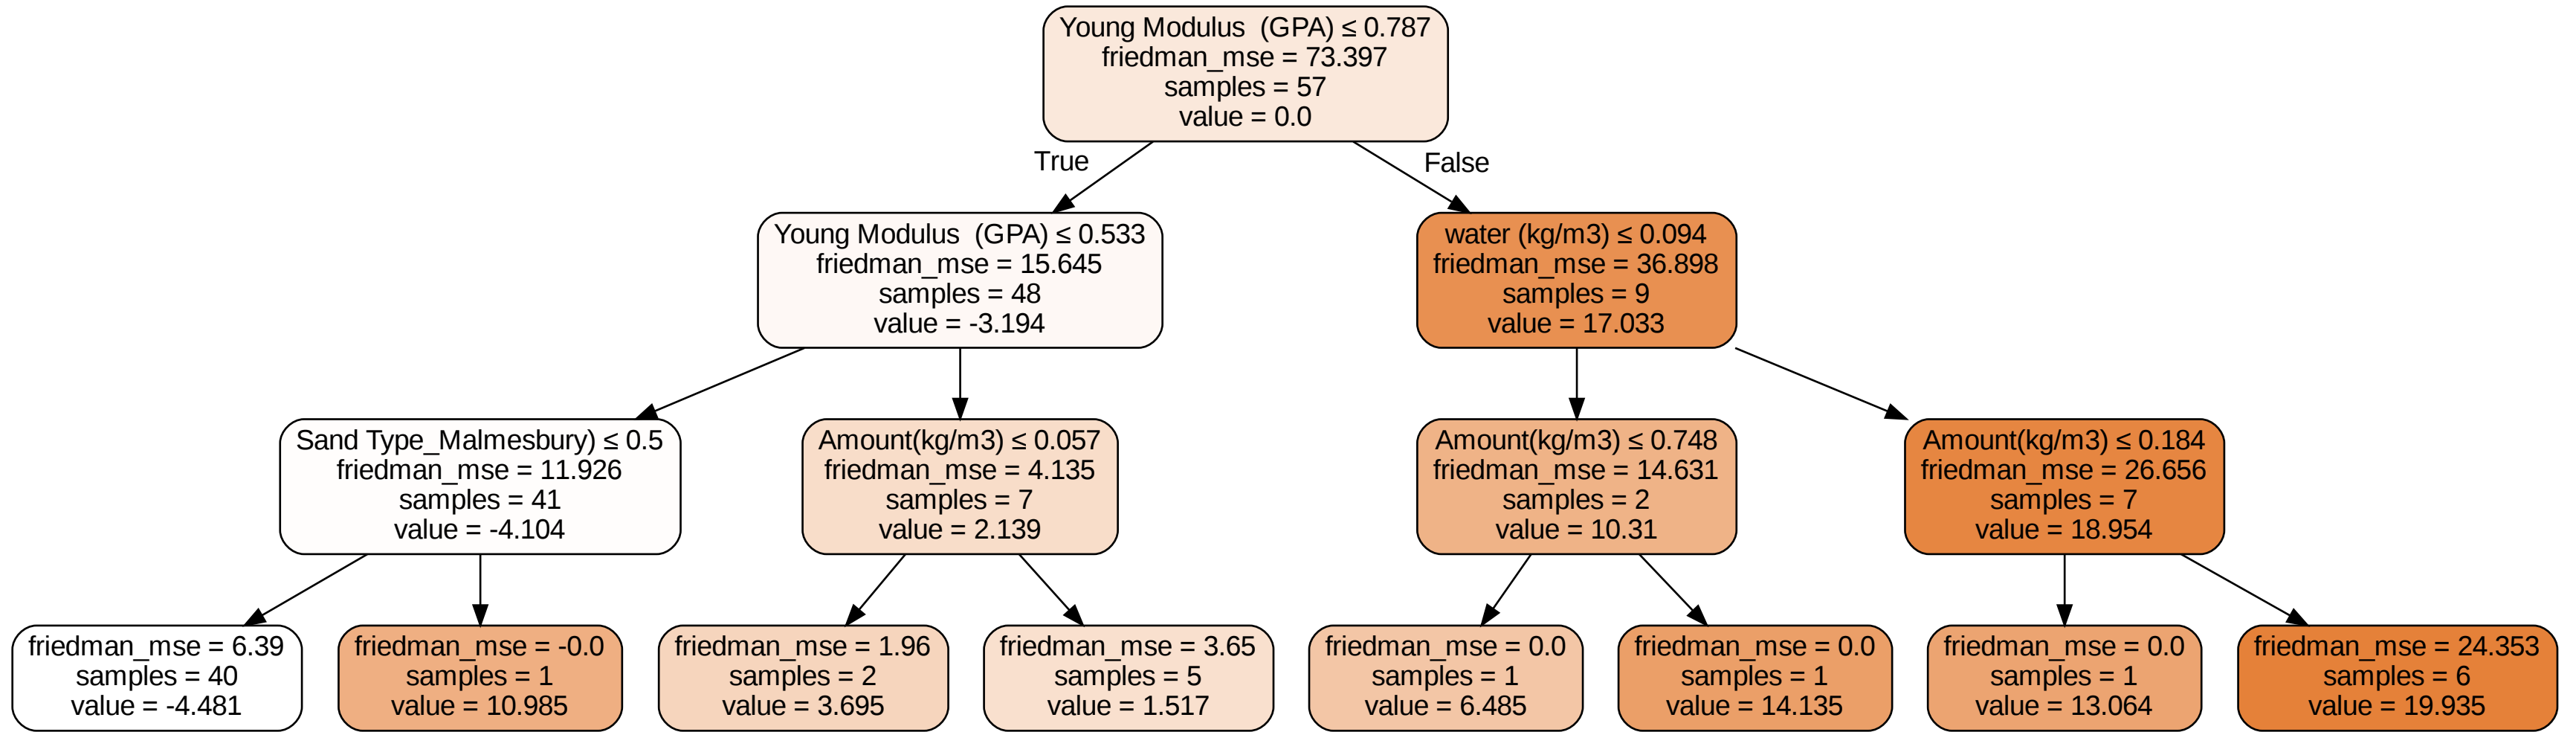 Young Modulus  (GPA) ≤ 0.787
friedman_mse = 73.397
samples = 57
value = 0.0
True
False
Young Modulus  (GPA) ≤ 0.533
friedman_mse = 15.645
samples = 48
value = -3.194
water (kg/m3) ≤ 0.094
friedman_mse = 36.898
samples = 9
value = 17.033
Sand Type_Malmesbury) ≤ 0.5
friedman_mse = 11.926
samples = 41
value = -4.104
Amount(kg/m3) ≤ 0.057
friedman_mse = 4.135
samples = 7
value = 2.139
Amount(kg/m3) ≤ 0.748
friedman_mse = 14.631
samples = 2
value = 10.31
Amount(kg/m3) ≤ 0.184
friedman_mse = 26.656
samples = 7
value = 18.954
friedman_mse = 6.39
samples = 40
value = -4.481
friedman_mse = -0.0
samples = 1
value = 10.985
friedman_mse = 1.96
samples = 2
value = 3.695
friedman_mse = 3.65
samples = 5
value = 1.517
friedman_mse = 0.0
samples = 1
value = 6.485
friedman_mse = 0.0
samples = 1
value = 14.135
friedman_mse = 0.0
samples = 1
value = 13.064
friedman_mse = 24.353
samples = 6
value = 19.935